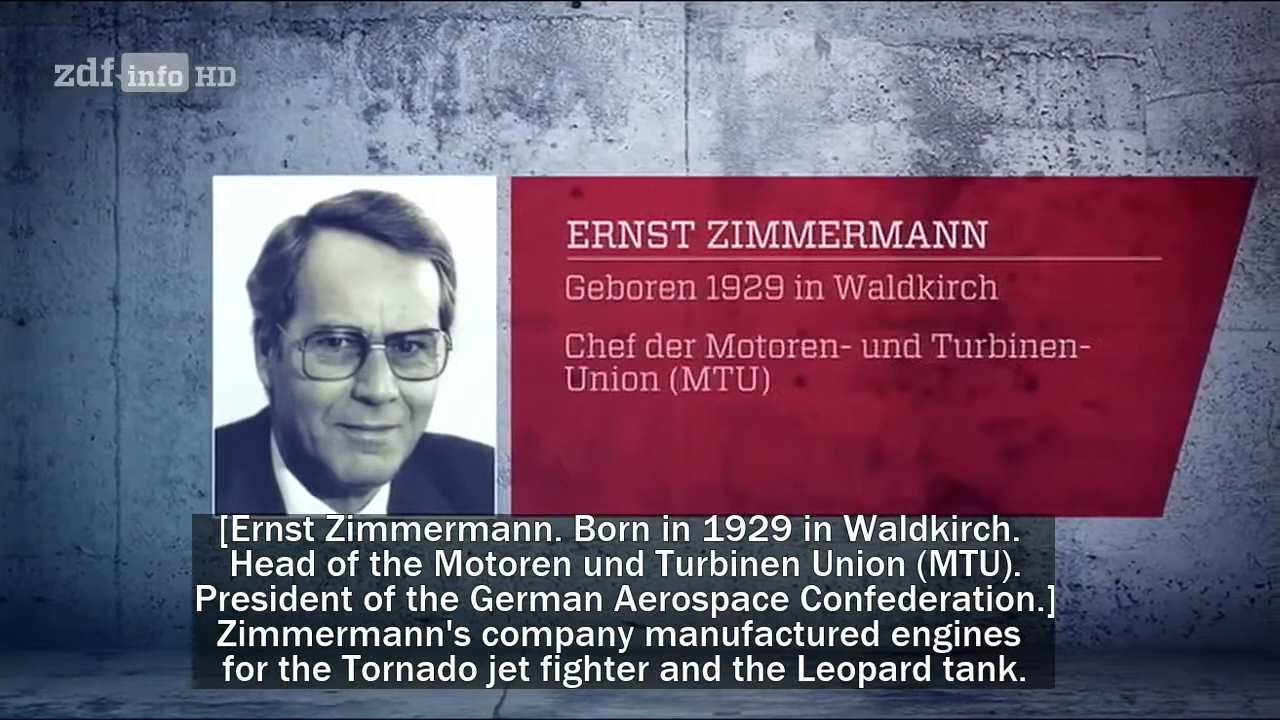 zdf info HD
ERNST ZIMMERMANN
Geboren 1929 in Waldkirch
Chef der Motoren- und Turbinen-
Union (MTU)
[Ernst Zimmermann. Born in 1929 in Waldkirch.
Head of the Motoren und Turbinen Union (MTU).
President of the German Aerospace Confederation.]
Zimmermann's company manufactured engines
for the Tornado jet fighter and the Leopard tank.